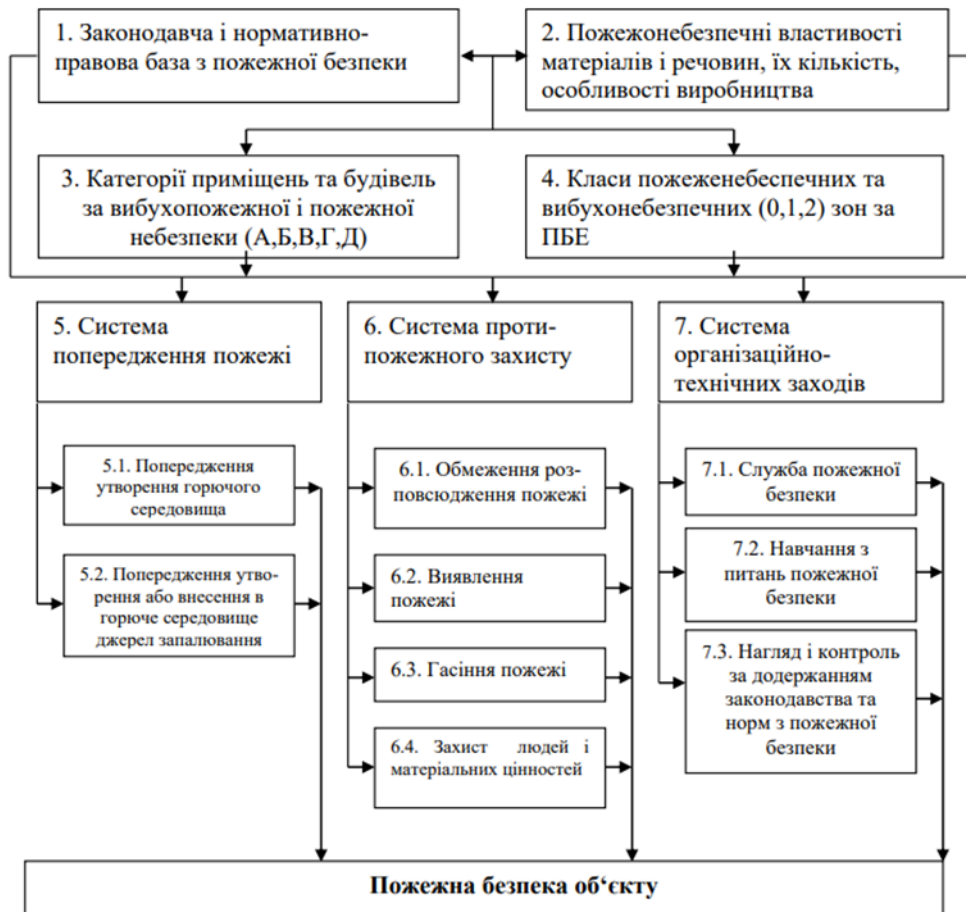 1. Законодавча і нормативно-
правова база з пожежної безпеки
2. Пожежонебезпечні властивості
матеріалів і речовин, їх кількість,
особливості виробництва
3. Категорії приміщень та будівель
за вибухопожежної і пожежної
небезпеки (А,Б,В,Г,Д)
4. Класи пожеженебеспечних та
вибухонебезпечних (0,1,2) зон за
ПБЕ
5. Система
попередження пожежі
6. Система проти-
пожежного захисту
7. Система
організаційно-
технічних заходів
5.1. Попередження
утворення горючого
середовища
5.2. Попередження утво-
рення або внесення в
горюче середовище
джерел запалювання
6.1. Обмеження роз-
повсюдження пожежі
6.2. Виявлення
пожежі
6.3. Гасіння пожежі
6.4. Захист людей і
матеріальних цінностей
7.1. Служба пожежної
безпеки
7.2. Навчання з
питань пожежної
безпеки
7.3. Нагляд і контроль
за додержанням
законодавства та
норм з пожежної
безпеки
Пожежна безпека об‘єкту